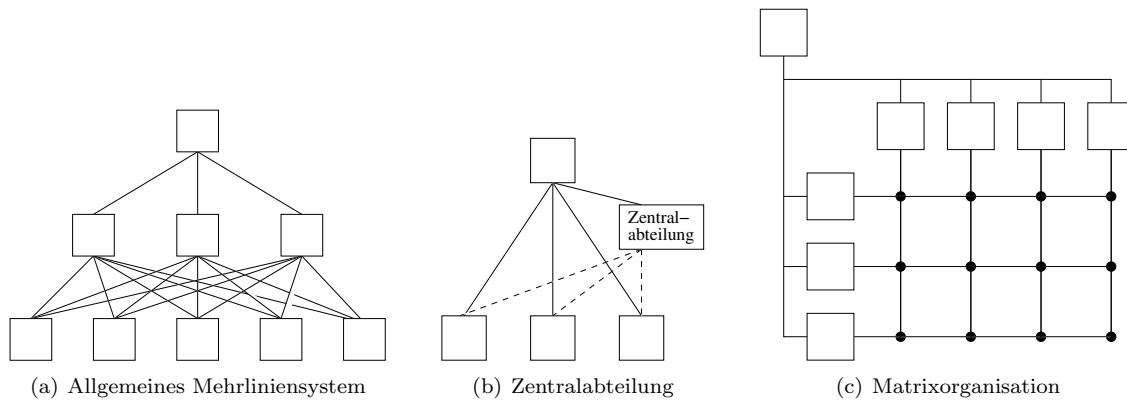 Zentral–
abteilung
(a) Allgemeines Mehrliniensystem
(b) Zentralabteilung
(c) Matrixorganisation